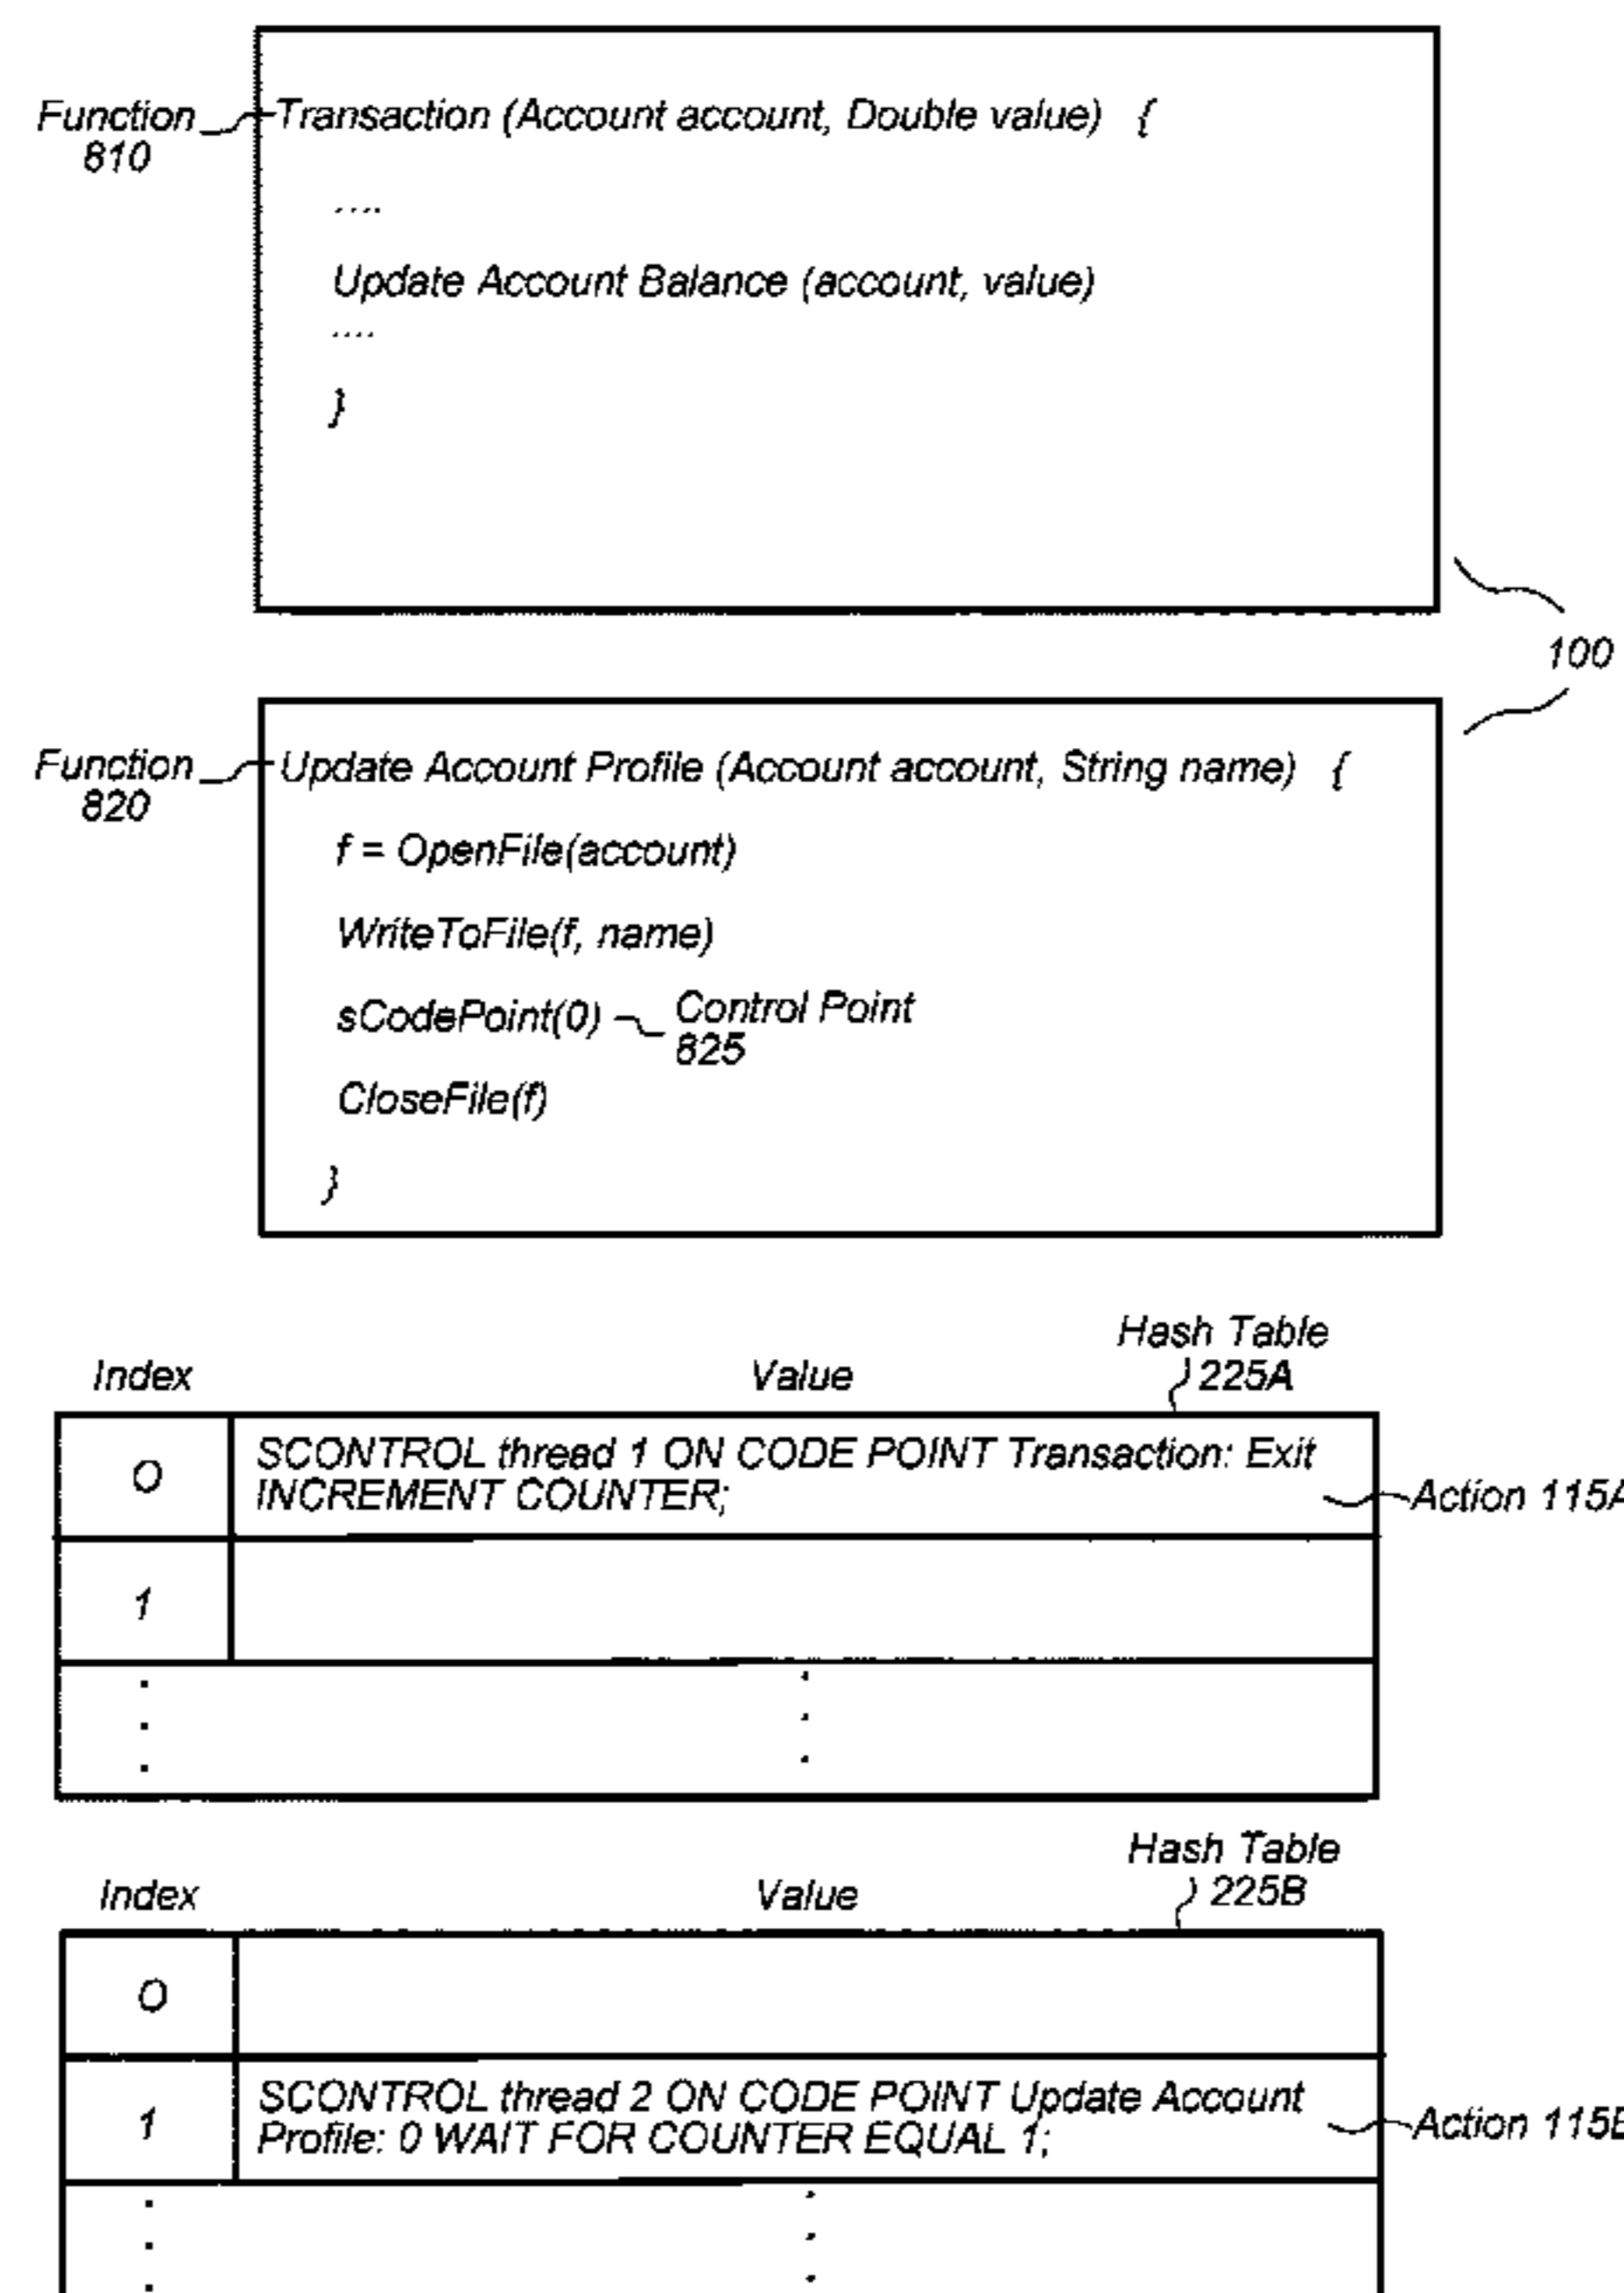 Function
810
Transaction (Account account, Double value) {
....
Update Account Balance (account, value)
....
}
100
Function
820
Update Account Profile (Account account, String name) {
f = OpenFile(account)
WriteToFile(f, name)
sCodePoint(0)
Control Point
825
CloseFile(f)
}
Hash Table
225A
Index
Value
0
SCONTROL thread 1 ON CODE POINT Transaction: Exit
INCREMENT COUNTER;
Action 115A
1
Hash Table
225B
Index
Value
0
1
SCONTROL thread 2 ON CODE POINT Update Account
Profile: 0 WAIT FOR COUNTER EQUAL 1;
Action 115B